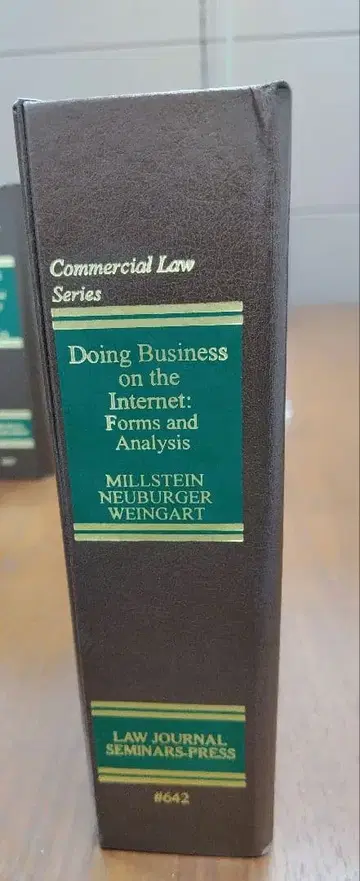 Commercial Law
Series
Doing Business
on the
Internet:
Forms and
Analysis
MILLSTEIN
NEUBURGER
WEINGART
LAW JOURNAL
SEMINARS-PRESS
#642